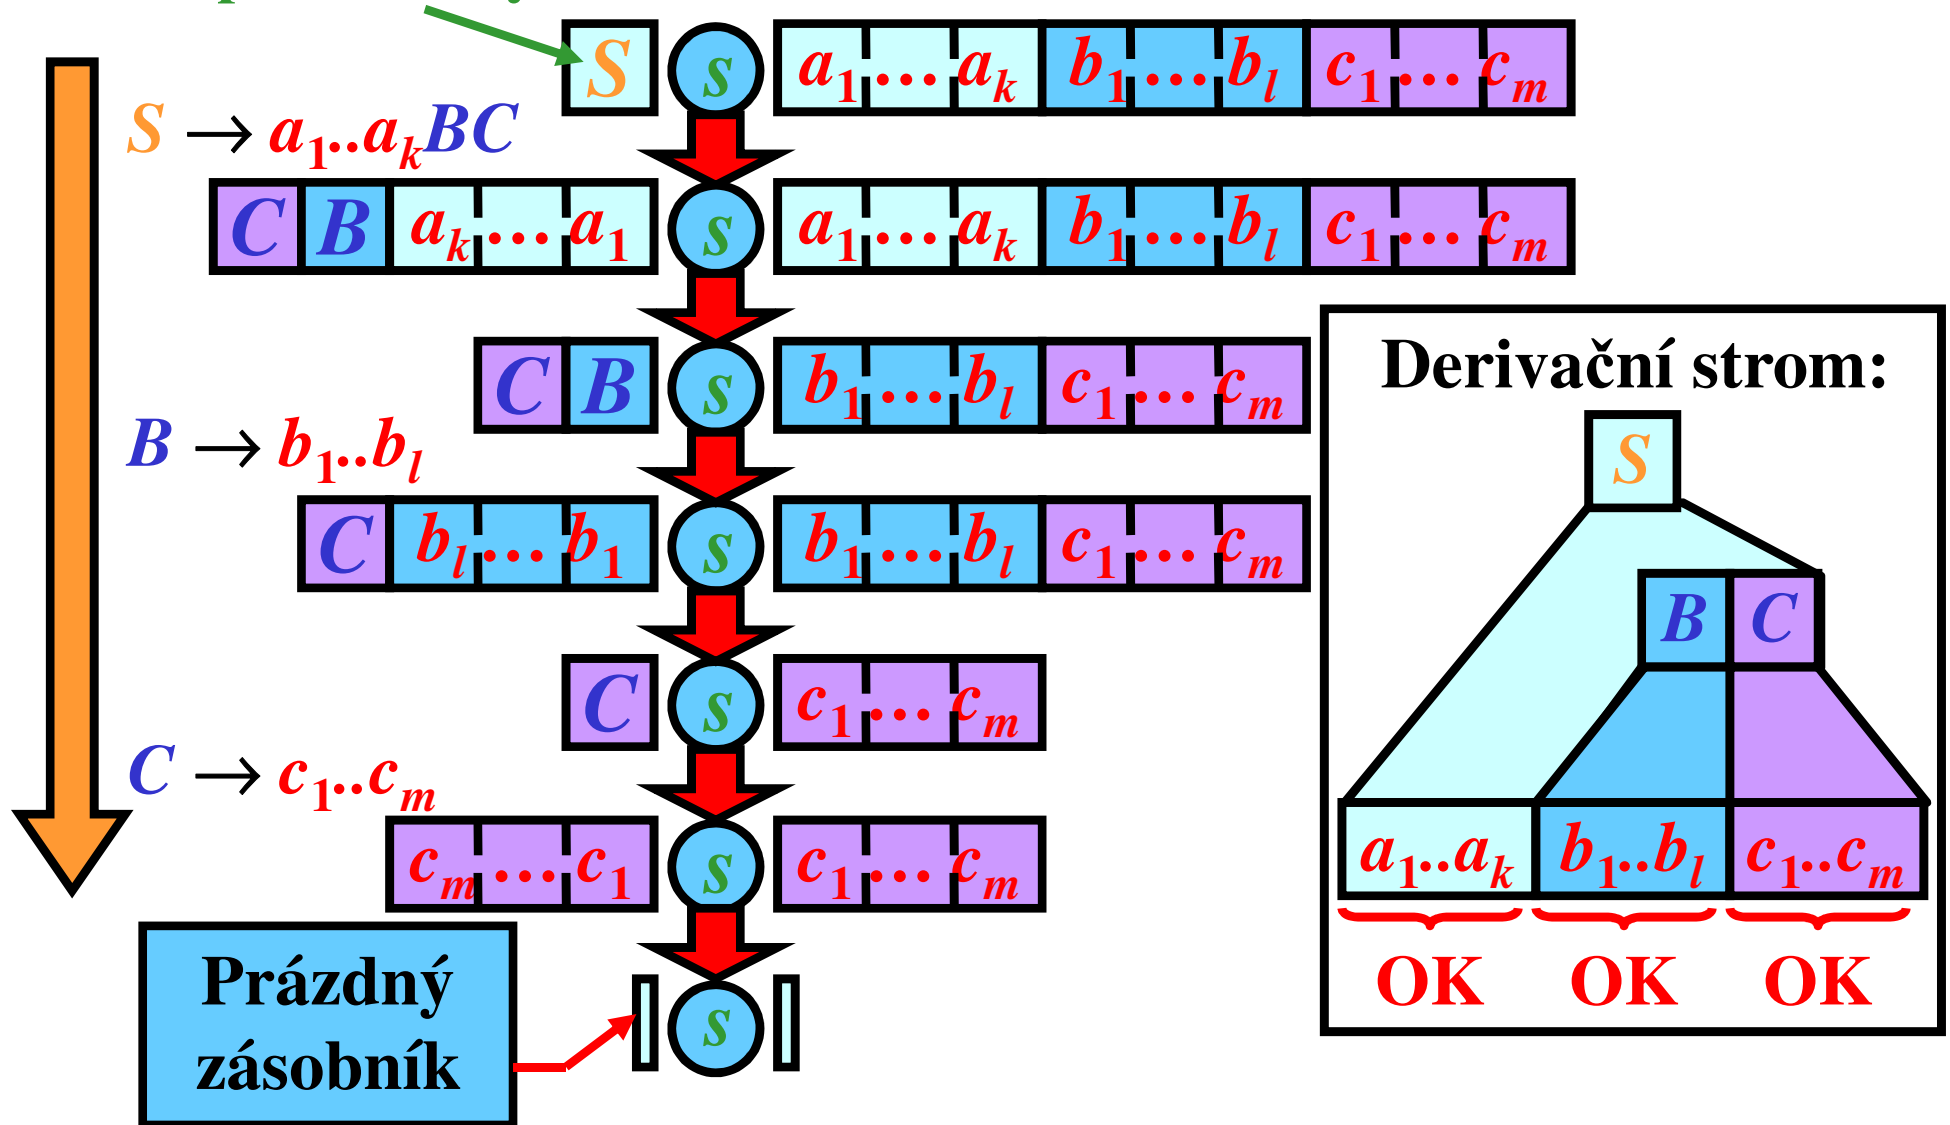 S s a1 … ak b1 … bl c1 … cm
S → a1..akBC
C B ak … a1 s a1 … ak b1 … bl c1 … cm
C B s b1 … bl c1 … cm
B → b1..bl
C bl … b1 s b1 … bl c1 … cm
C s c1 … cm
C → c1..cm
cm … c1 s c1 … cm
s
Prázdný
zásobník
Derivační strom:
S
B C
a1..ak b1..bl c1..cm
OK OK OK